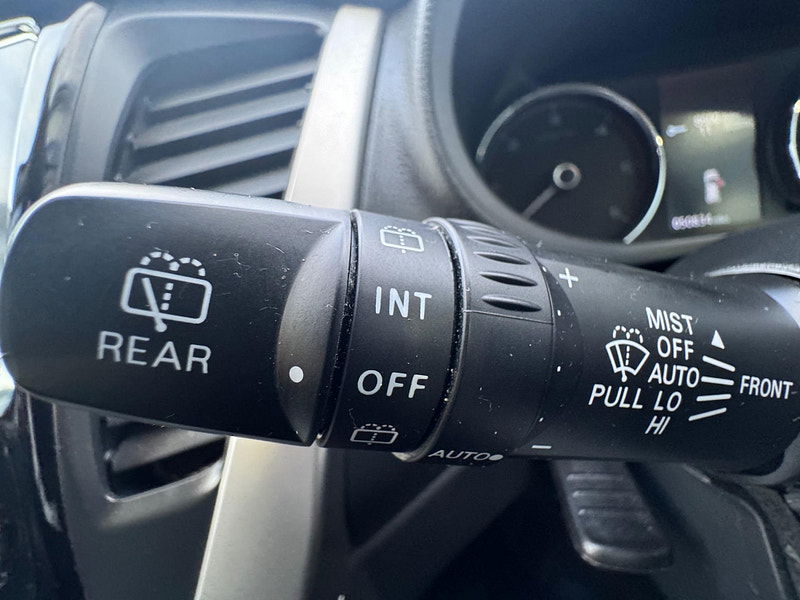 REAR
INT
OFF
AUTO
+
-
MIST
OFF
AUTO
PULL LO
HI
FRONT